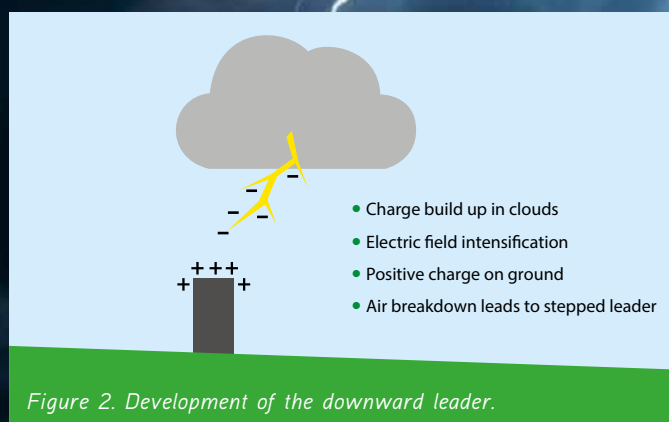 − − − − −
+ + + + +
• Charge build up in clouds
• Electric field intensification
• Positive charge on ground
• Air breakdown leads to stepped leader
Figure 2. Development of the downward leader.